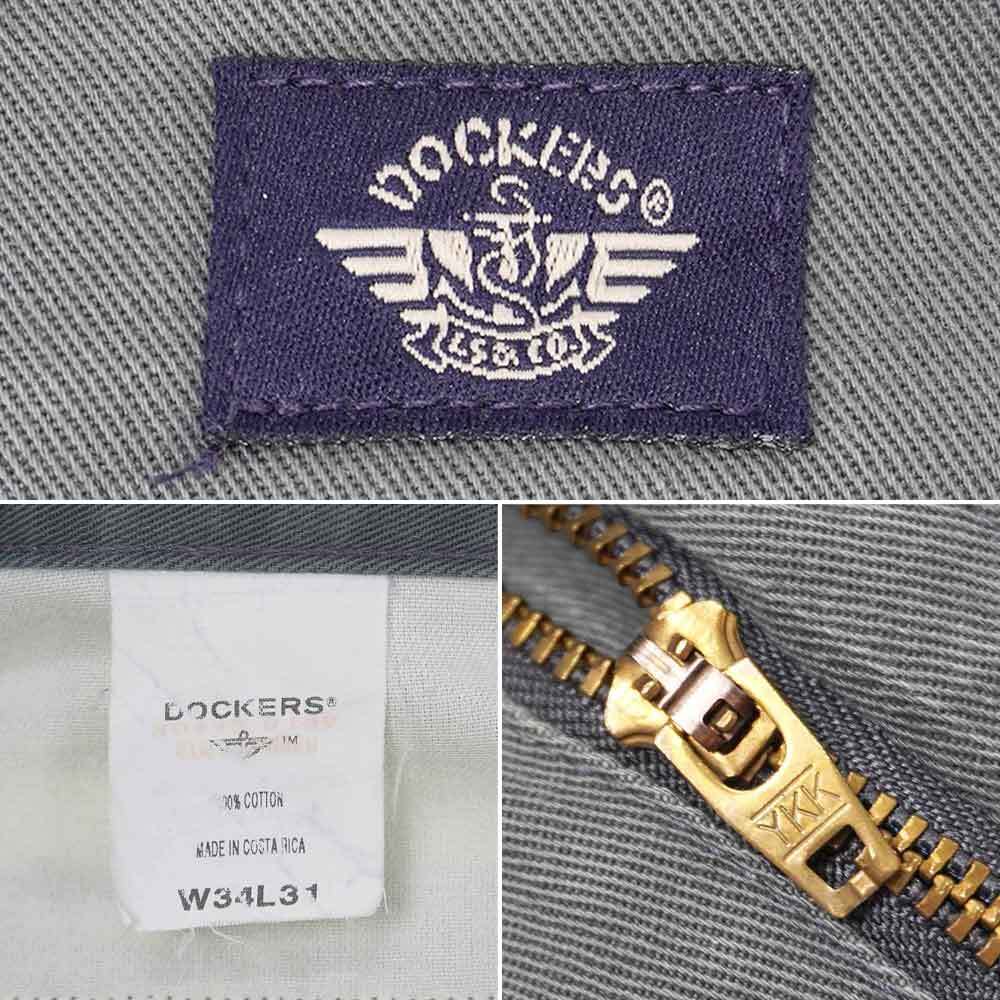 DOCKERS®
LS & CO.
DOCKERS®
TM
100% COTTON
MADE IN COSTA RICA
W34L31
YKK